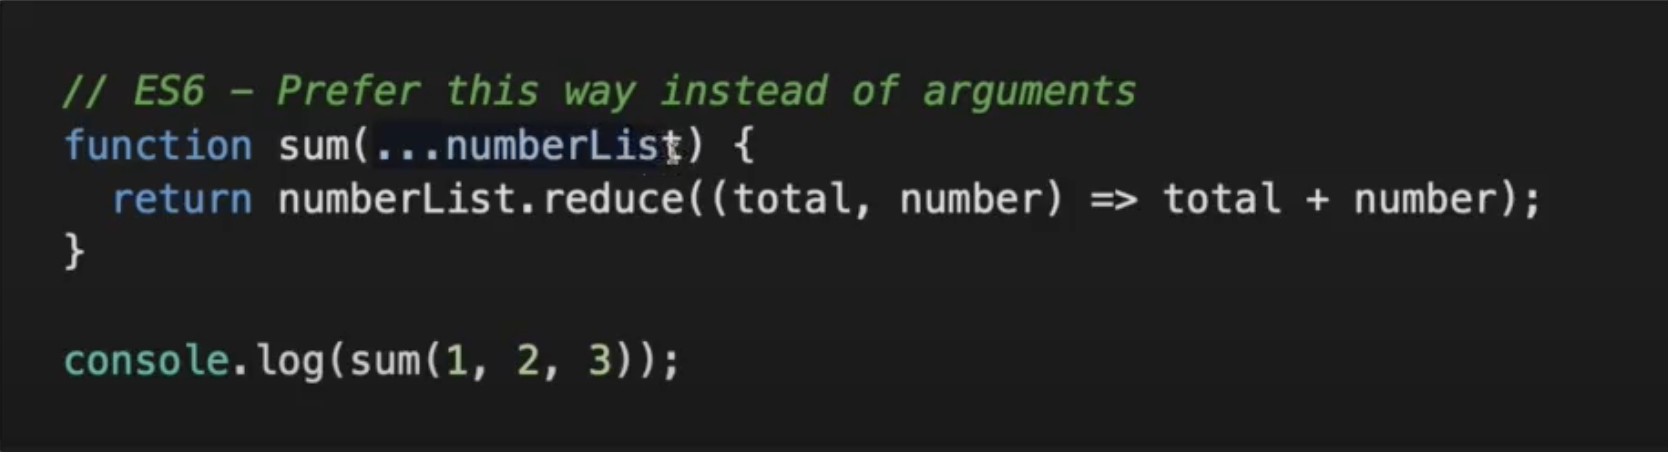 // ES6 – Prefer this way instead of arguments
function sum(...numberList) {
  return numberList.reduce((total, number) => total + number);
}
console.log(sum(1, 2, 3));